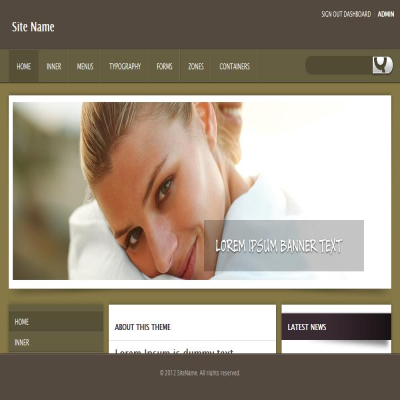 SIGN OUT DASHBOARD | ADMIN
Site Name
HOME INNER MENUS TYPOGRAPHY FORMS ZONES CONTAINERS
LOREM IPSUM BANNER TEXT
HOME
INNER
ABOUT THIS THEME
Lorem Ipsum is dummy text
LATEST NEWS
© 2012 SiteName. All rights reserved.